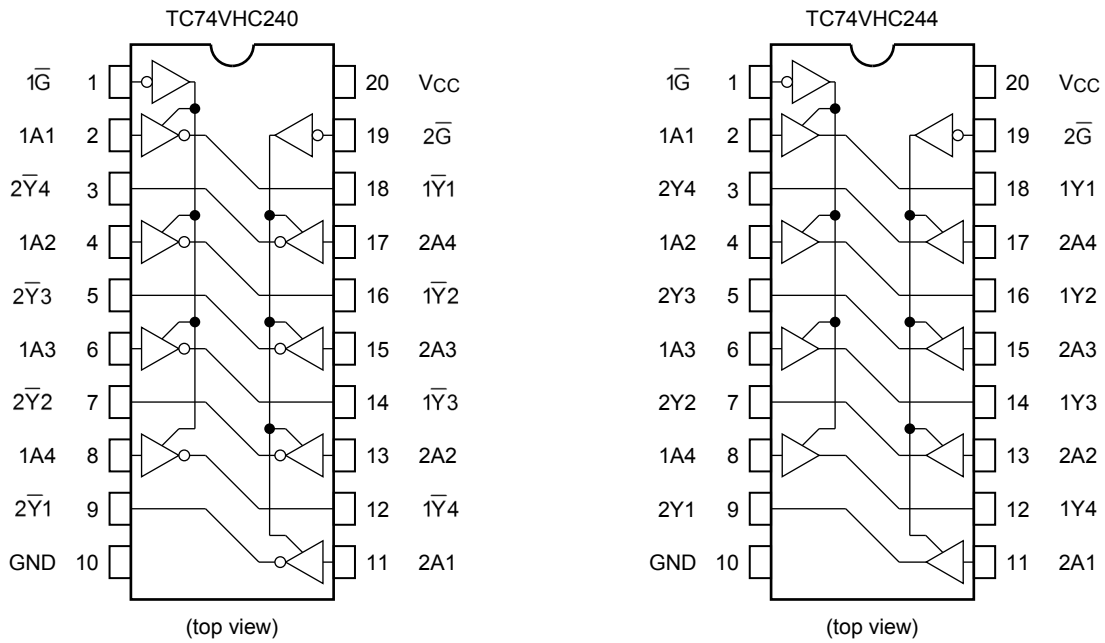 TC74VHC240
1G̅ 1
1A1 2
2Y̅4 3
1A2 4
2Y̅3 5
1A3 6
2Y̅2 7
1A4 8
2Y̅1 9
GND 10
20 VCC
19 2G̅
18 1Y̅1
17 2A4
16 1Y̅2
15 2A3
14 1Y̅3
13 2A2
12 1Y̅4
11 2A1
(top view)
TC74VHC244
1G̅ 1
1A1 2
2Y4 3
1A2 4
2Y3 5
1A3 6
2Y2 7
1A4 8
2Y1 9
GND 10
20 VCC
19 2G̅
18 1Y1
17 2A4
16 1Y2
15 2A3
14 1Y3
13 2A2
12 1Y4
11 2A1
(top view)